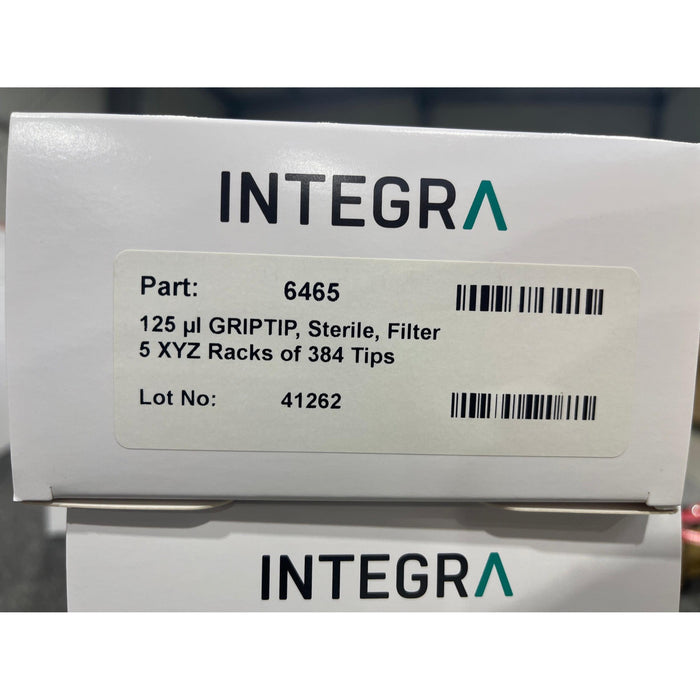 INTEGRA
Part: 6465
125 µl GRIPTIP, Sterile, Filter
5 XYZ Racks of 384 Tips
Lot No: 41262
INTEGRA